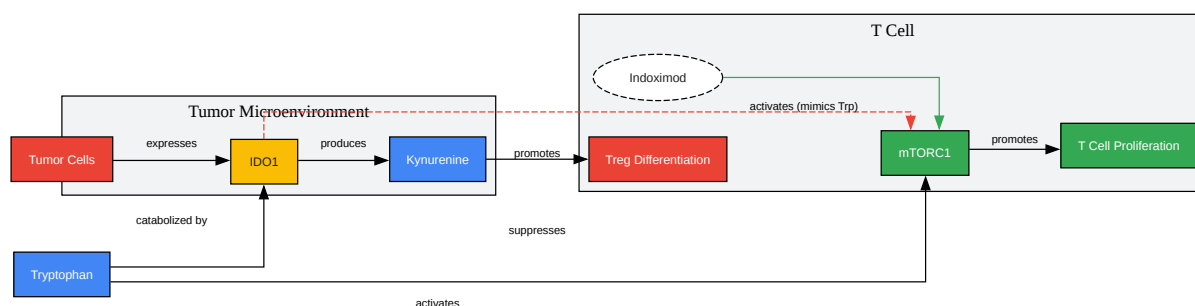 T Cell
Indoximod
Tumor Microenvironment
activates (mimics Trp)
expresses
produces
promotes
promotes
Tumor Cells
IDO1
Kynurenine
Treg Differentiation
mTORC1
T Cell Proliferation
catabolized by
suppresses
Tryptophan
activates